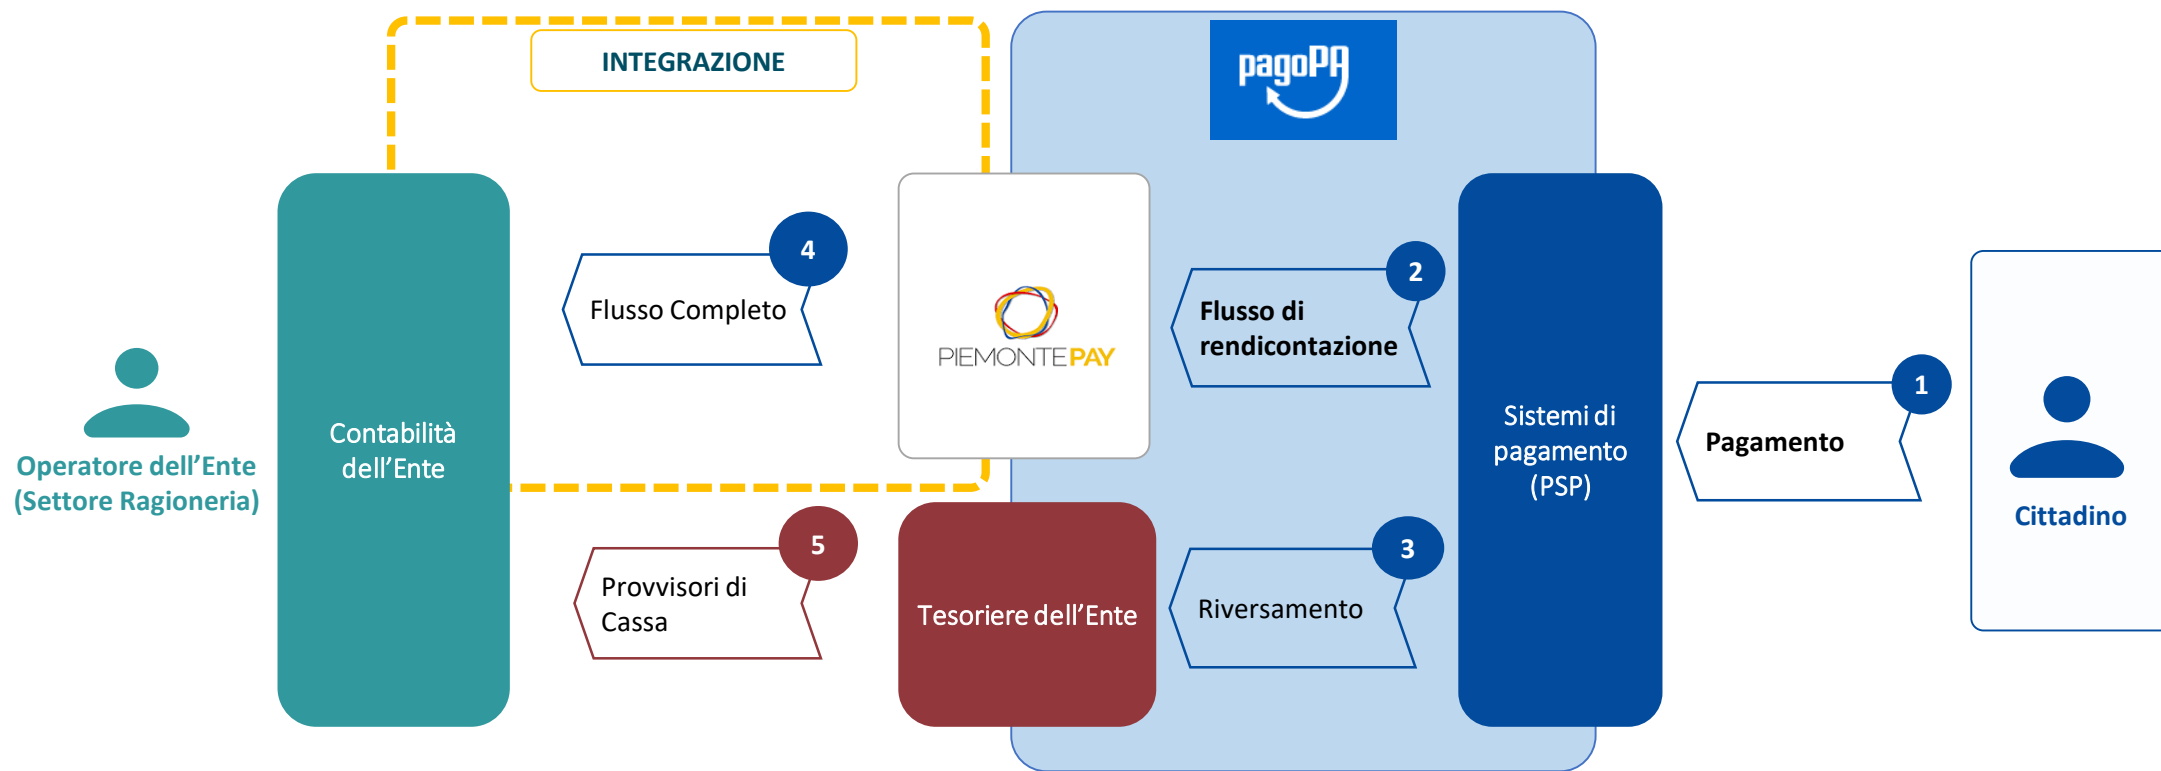 INTEGRAZIONE
pagoPA
4
Flusso Completo
PIEMONTEPAY
2
Flusso di
rendicontazione
1
Pagamento
Sistemi di
pagamento
(PSP)
Contabilità
dell'Ente
Operatore dell'Ente
(Settore Ragioneria)
Cittadino
5
Provvisori di
Cassa
Tesoriere dell'Ente
3
Riversamento